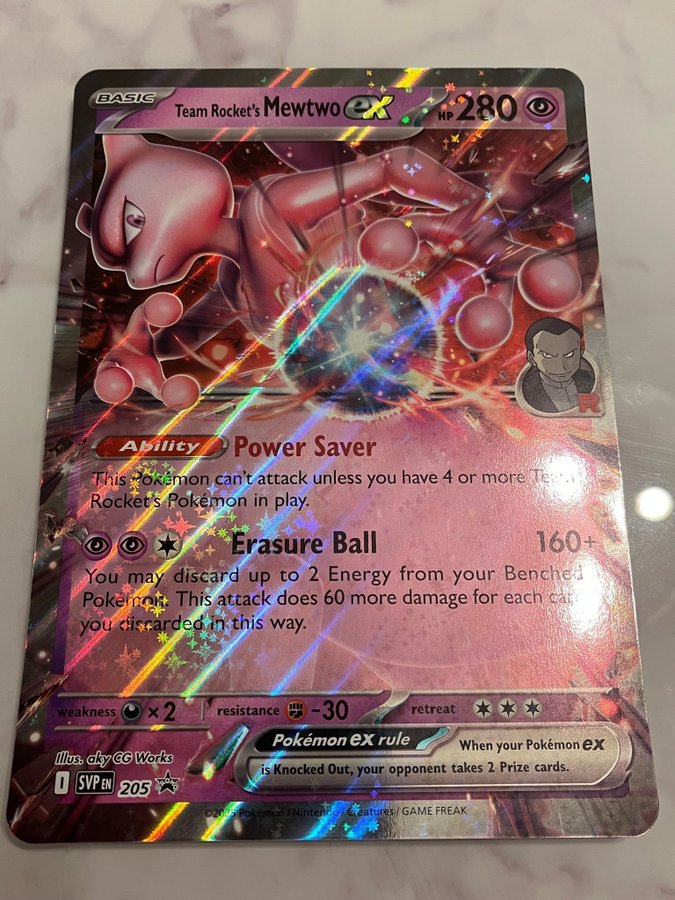 BASIC
Team Rocket's Mewtwo ex HP 280
R
Ability Power Saver
This Pokémon can't attack unless you have 4 or more Team
Rocket's Pokémon in play.
Erasure Ball 160+
You may discard up to 2 Energy from your Benched
Pokémon. This attack does 60 more damage for each card
you discarded in this way.
weakness ×2 resistance -30 retreat
Pokémon ex rule When your Pokémon ex
is Knocked Out, your opponent takes 2 Prize cards.
Illus. aky CG Works
I SVP EN 205
©2025 Pokémon / Nintendo / Creatures / GAME FREAK